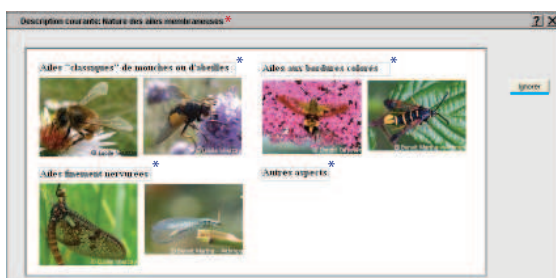 Description courante: Nature des ailes membraneuses *
? X
Ailes "classiques" de mouches ou d'abeilles *
Ailes aux bordures colorés *
Ignorer
Ailes finement nervurées *
Autres aspects *